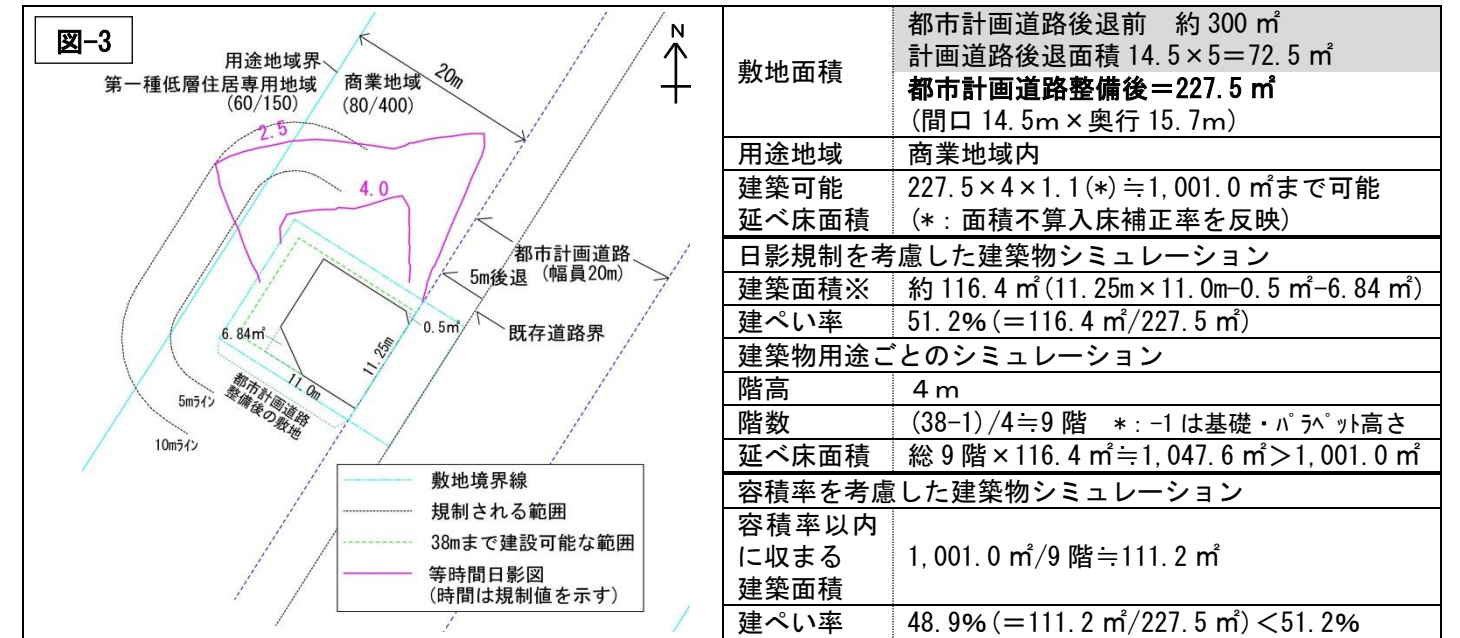 図-3
N
用途地域界
第一種低層住居専用地域
(60/150)
商業地域
(80/400)
20m
2.5
4.0
都市計画道路
(幅員20m)
5m後退
既存道路界
0.5㎡
6.84㎡
11.25m
11.0m
都市計画道路
整備後の敷地
5mﾗｲﾝ
10mﾗｲﾝ
敷地境界線
規制される範囲
38mまで建設可能な範囲
等時間日影図
(時間は規制値を示す)
敷地面積
都市計画道路後退前 約300㎡
計画道路後退面積 14.5×5＝72.5㎡
都市計画道路整備後＝227.5㎡
(間口14.5m×奥行15.7m)
用途地域 商業地域内
建築可能
延べ床面積
227.5×4×1.1(*)≒1,001.0㎡まで可能
(*：面積不算入床補正率を反映)
日影規制を考慮した建築物シミュレーション
建築面積※ 約116.4㎡(11.25m×11.0m-0.5㎡-6.84㎡)
建ぺい率 51.2%(＝116.4㎡/227.5㎡)
建築物用途ごとのシミュレーション
階高 4m
階数 (38-1)/4≒9階 *：-1は基礎・ﾊﾟﾗﾍﾟｯﾄ高さ
延べ床面積 総9階×116.4㎡≒1,047.6㎡＞1,001.0㎡
容積率を考慮した建築物シミュレーション
容積率以内
に収まる
建築面積
1,001.0㎡/9階≒111.2㎡
建ぺい率 48.9%(＝111.2㎡/227.5㎡)＜51.2%